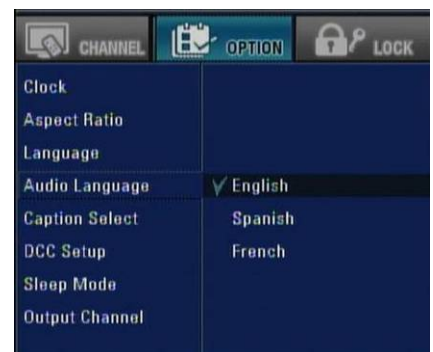 CHANNEL OPTION LOCK
Clock
Aspect Ratio
Language
Audio Language English
Caption Select Spanish
DCC Setup French
Sleep Mode
Output Channel